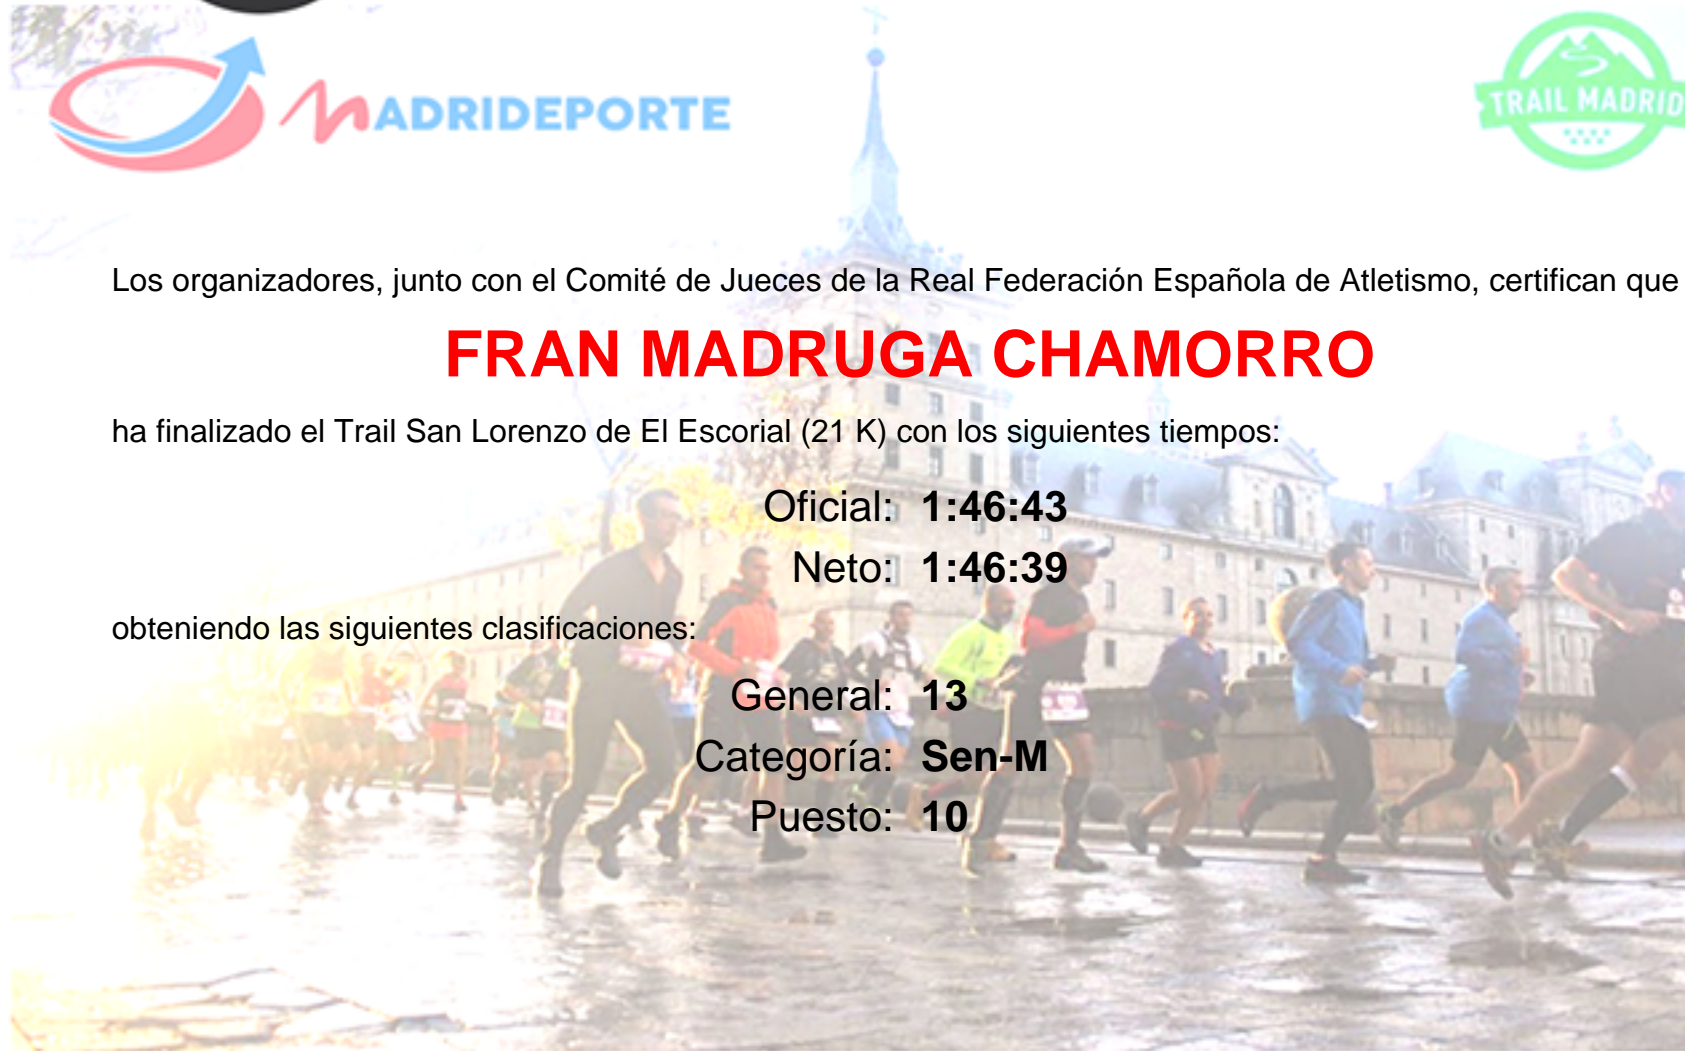 MADRIDEPORTE
TRAIL MADRID
Los organizadores, junto con el Comité de Jueces de la Real Federación Española de Atletismo, certifican que
FRAN MADRUGA CHAMORRO
ha finalizado el Trail San Lorenzo de El Escorial (21 K) con los siguientes tiempos:
Oficial: 1:46:43
Neto: 1:46:39
obteniendo las siguientes clasificaciones:
General: 13
Categoría: Sen-M
Puesto: 10